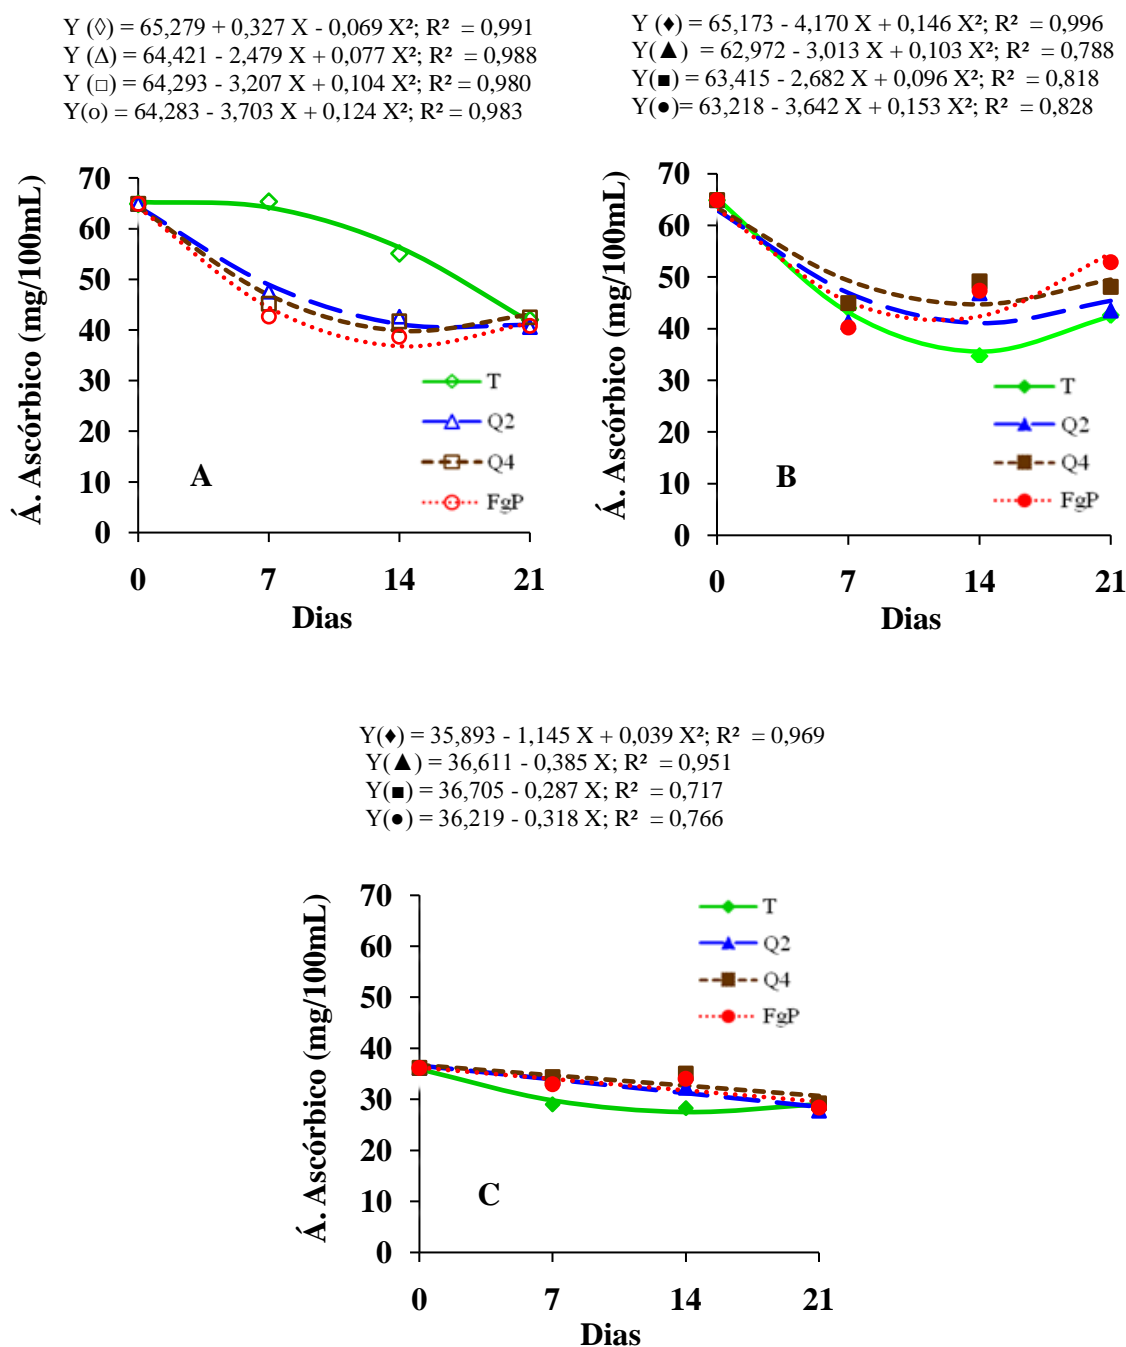 Y (◊) = 65,279 + 0,327 X - 0,069 X²; R² = 0,991
Y (Δ) = 64,421 - 2,479 X + 0,077 X²; R² = 0,988
Y (□) = 64,293 - 3,207 X + 0,104 X²; R² = 0,980
Y(o) = 64,283 - 3,703 X + 0,124 X²; R² = 0,983
Á. Ascórbico (mg/100mL)
70
60
50
40
30
20
10
0
T
Q2
Q4
FgP
A
0 7 14 21
Dias
Y (♦) = 65,173 - 4,170 X + 0,146 X²; R² = 0,996
Y(▲) = 62,972 - 3,013 X + 0,103 X²; R² = 0,788
Y(■) = 63,415 - 2,682 X + 0,096 X²; R² = 0,818
Y(●)= 63,218 - 3,642 X + 0,153 X²; R² = 0,828
Á. Ascórbico (mg/100mL)
70
60
50
40
30
20
10
0
T
Q2
Q4
FgP
B
0 7 14 21
Dias
Y(♦) = 35,893 - 1,145 X + 0,039 X²; R² = 0,969
Y(▲) = 36,611 - 0,385 X; R² = 0,951
Y(■) = 36,705 - 0,287 X; R² = 0,717
Y(●) = 36,219 - 0,318 X; R² = 0,766
Á. Ascórbico (mg/100mL)
70
60
50
40
30
20
10
0
T
Q2
Q4
FgP
C
0 7 14 21
Dias